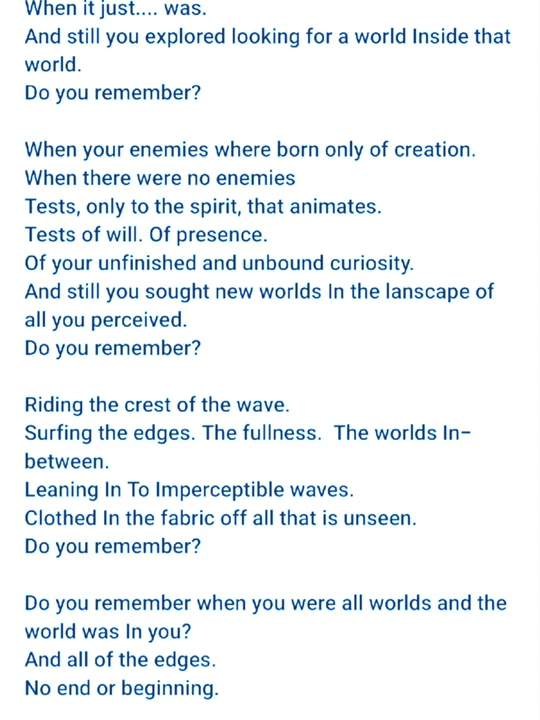 When it just.... was.
And still you explored looking for a world Inside that
world.
Do you remember?
When your enemies where born only of creation.
When there were no enemies
Tests, only to the spirit, that animates.
Tests of will. Of presence.
Of your unfinished and unbound curiosity.
And still you sought new worlds In the lanscape of
all you perceived.
Do you remember?
Riding the crest of the wave.
Surfing the edges. The fullness.  The worlds In-
between.
Leaning In To Imperceptible waves.
Clothed In the fabric off all that is unseen.
Do you remember?
Do you remember when you were all worlds and the
world was In you?
And all of the edges.
No end or beginning.